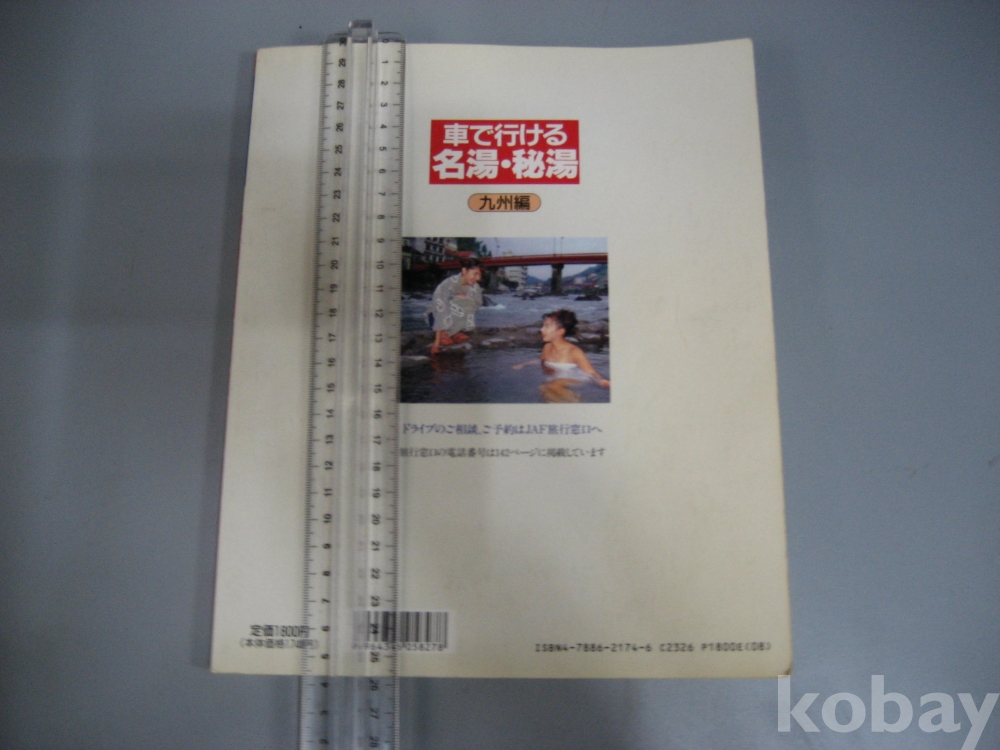 車で行ける
名湯・秘湯
九州編
ドライブのご相談、ご予約はJAF旅行窓口へ
旅行窓口の電話番号は142ページに掲載しています
定価1800円
ISBN4-7886-2174-6 C2326 P1800E(08)
kobay